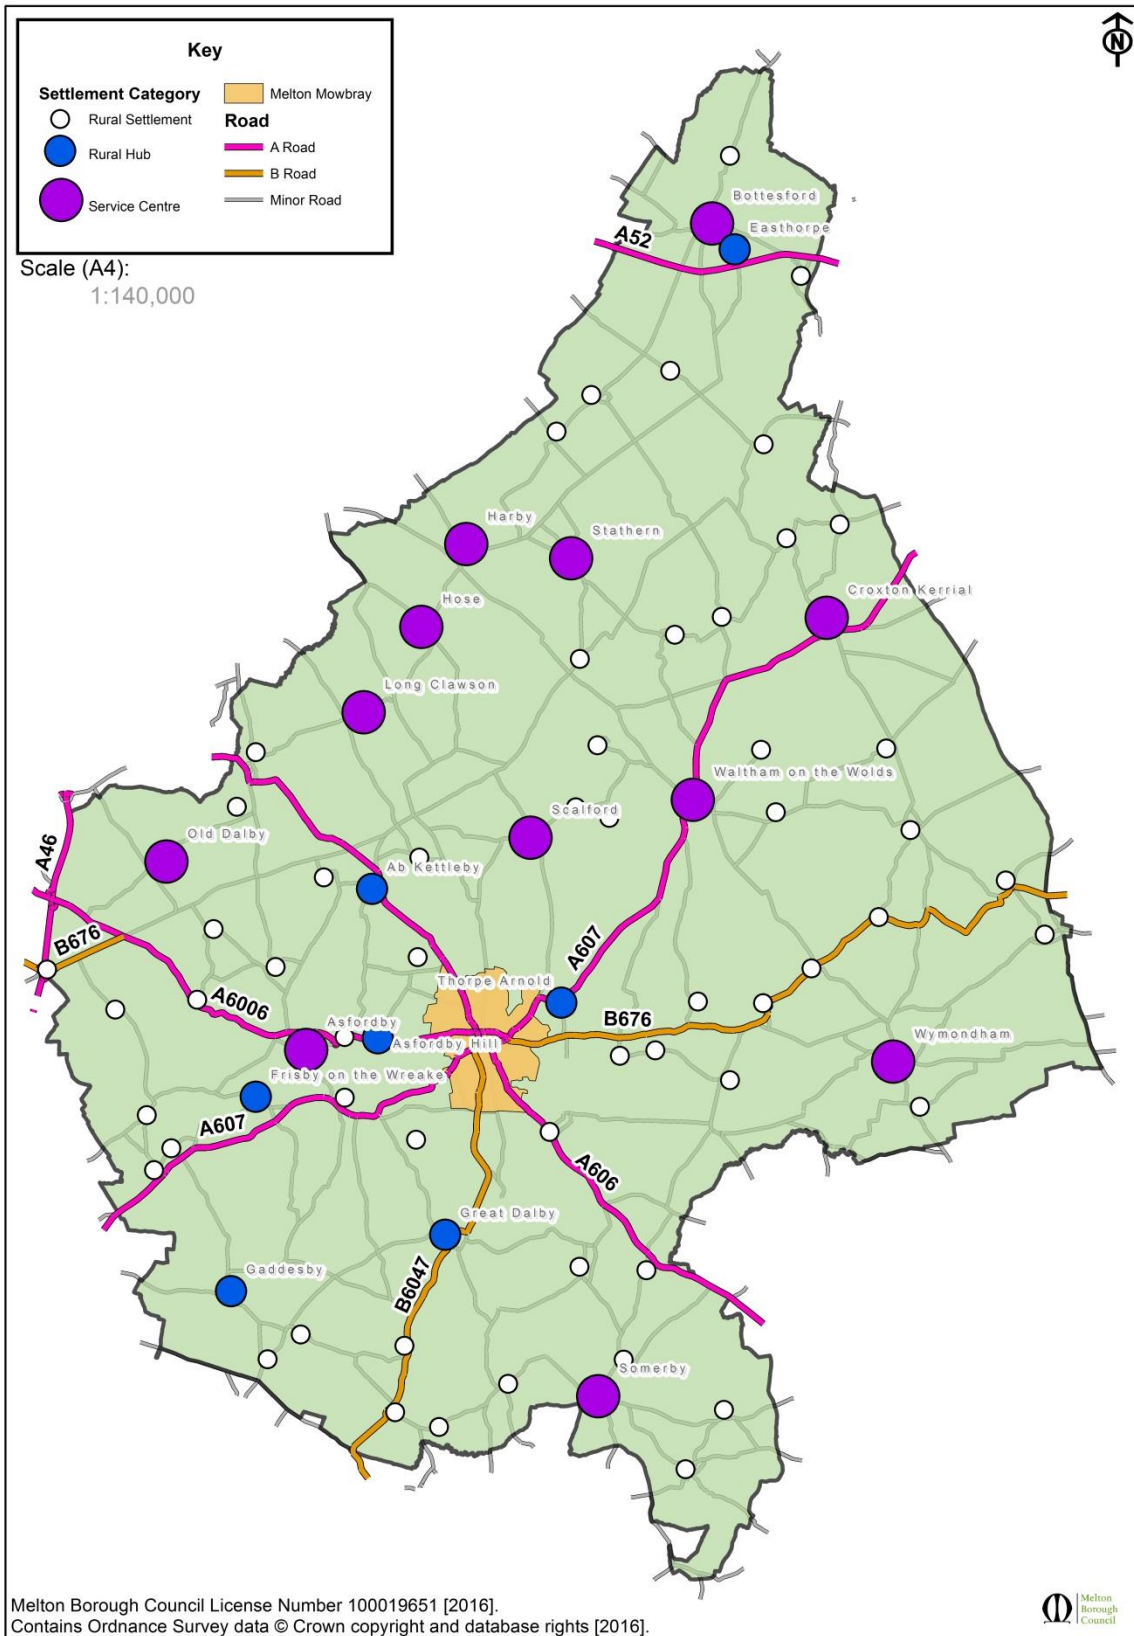 N
Key
Settlement Category
Rural Settlement
Rural Hub
Service Centre
Melton Mowbray
Road
A Road
B Road
Minor Road
Scale (A4):
1:140,000
Bottesford
Easthorpe
A52
Harby
Stathern
Hose
Croxton Kerrial
Long Clawson
Waltham on the Wolds
Scalford
Old Dalby
A46
Ab Kettleby
B676
A607
Thorpe Arnold
A6006
Asfordby
B676
Asfordby Hill
Wymondham
Frisby on the Wreake
A607
A606
Great Dalby
Gaddesby
B6047
Somerby
Melton Borough Council License Number 100019651 [2016].
Contains Ordnance Survey data © Crown copyright and database rights [2016].
Melton
Borough
Council